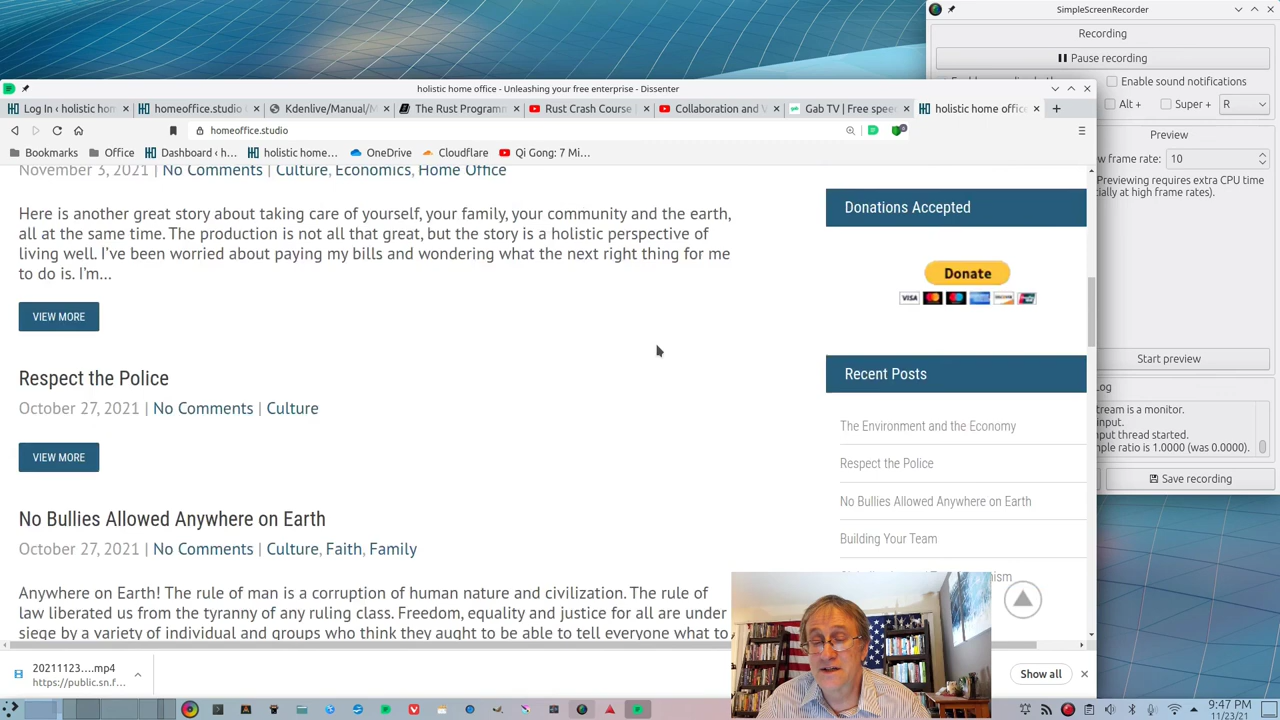 SimpleScreenRecorder
Recording
Pause recording
holistic home office - Unleashing your free enterprise - Dissenter
Enable sound notifications
Log In ‹ holistic hom
homeoffice.studio
Kdenlive/Manual/M
The Rust Programm
Rust Crash Course |
Collaboration and V
Gab TV | Free speec
holistic home office
Alt +
Super +
R
homeoffice.studio
Preview
Bookmarks
Office
Dashboard ‹ h...
holistic home...
OneDrive
Cloudflare
Qi Gong: 7 Mi...
w frame rate:
10
Previewing requires extra CPU time
ially at high frame rates).
November 3, 2021 | No Comments | Culture, Economics, Home Office
Here is another great story about taking care of yourself, your family, your community and the earth,
all at the same time. The production is not all that great, but the story is a holistic perspective of
living well. I've been worried about paying my bills and wondering what the next right thing for me
to do is. I'm...
VIEW MORE
Donations Accepted
Donate
VISA
Respect the Police
October 27, 2021 | No Comments | Culture
VIEW MORE
No Bullies Allowed Anywhere on Earth
October 27, 2021 | No Comments | Culture, Faith, Family
Anywhere on Earth! The rule of man is a corruption of human nature and civilization. The rule of
law liberated us from the tyranny of any ruling class. Freedom, equality and justice for all are under
siege by a variety of individual and groups who think they aught to be able to tell everyone what to
Recent Posts
The Environment and the Economy
Respect the Police
No Bullies Allowed Anywhere on Earth
Building Your Team
Start preview
Log
tream is a monitor.
input.
nput thread started.
mple ratio is 1.0000 (was 0.0000).
Save recording
20211123....mp4
https://public.sn.f...
Show all
9:47 PM
11/23/21